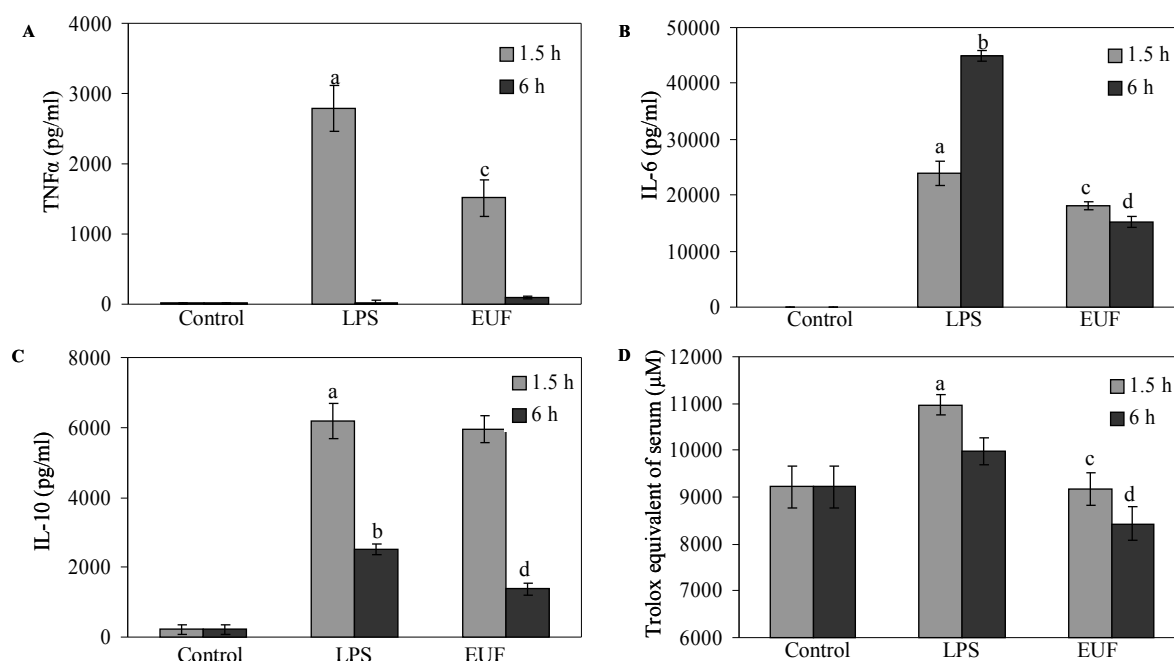 A
TNFα (pg/ml)
4000
3000
2000
1000
0
1.5 h
6 h
a
c
Control LPS EUF
B
IL-6 (pg/ml)
50000
40000
30000
20000
10000
0
1.5 h
6 h
a
b
c
d
Control LPS EUF
C
IL-10 (pg/ml)
8000
6000
4000
2000
0
1.5 h
6 h
a
b
d
Control LPS EUF
D
Trolox equivalent of serum (μM)
12000
11000
10000
9000
8000
7000
6000
1.5 h
6 h
a
c
d
Control LPS EUF